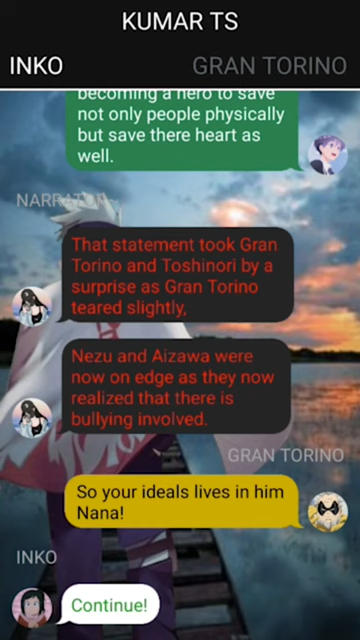 KUMAR TS
INKO
GRAN TORINO
becoming a hero to save
not only people physically
but save there heart as
well.
NARRATOR
That statement took Gran
Torino and Toshinori by a
surprise as Gran Torino
teared slightly,
Nezu and Aizawa were
now on edge as they now
realized that there is
bullying involved.
GRAN TORINO
So your ideals lives in him
Nana!
INKO
Continue!